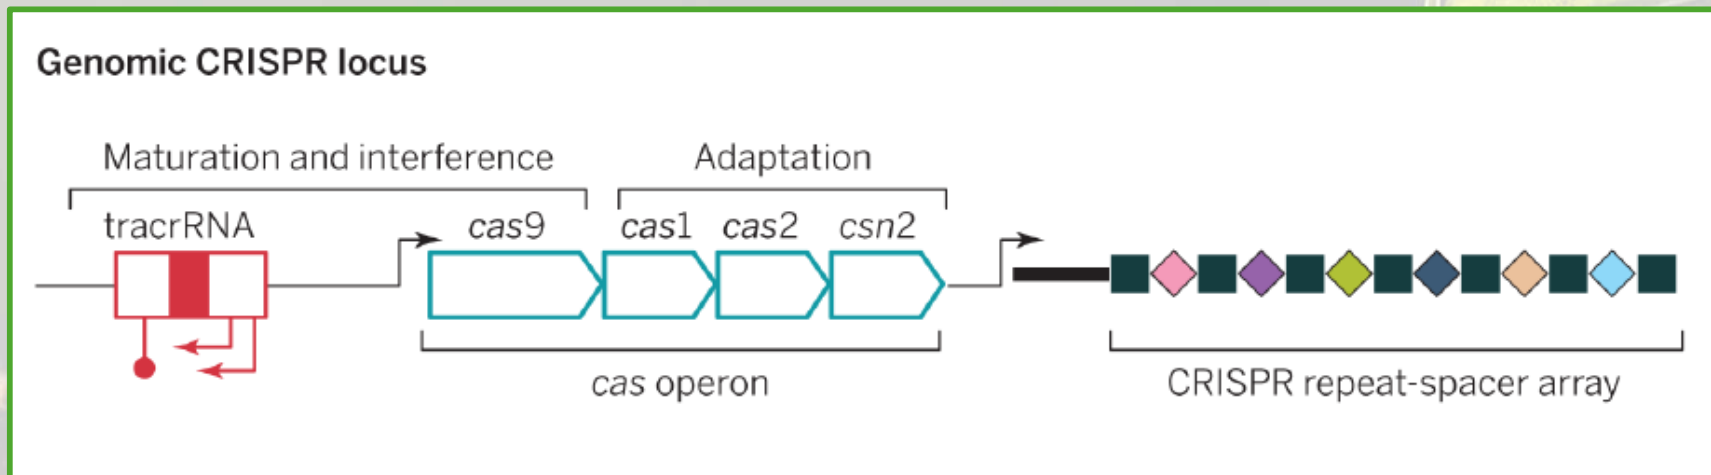 Genomic CRISPR locus
Maturation and interference
Adaptation
tracrRNA
cas9
cas1
cas2
csn2
cas operon
CRISPR repeat-spacer array